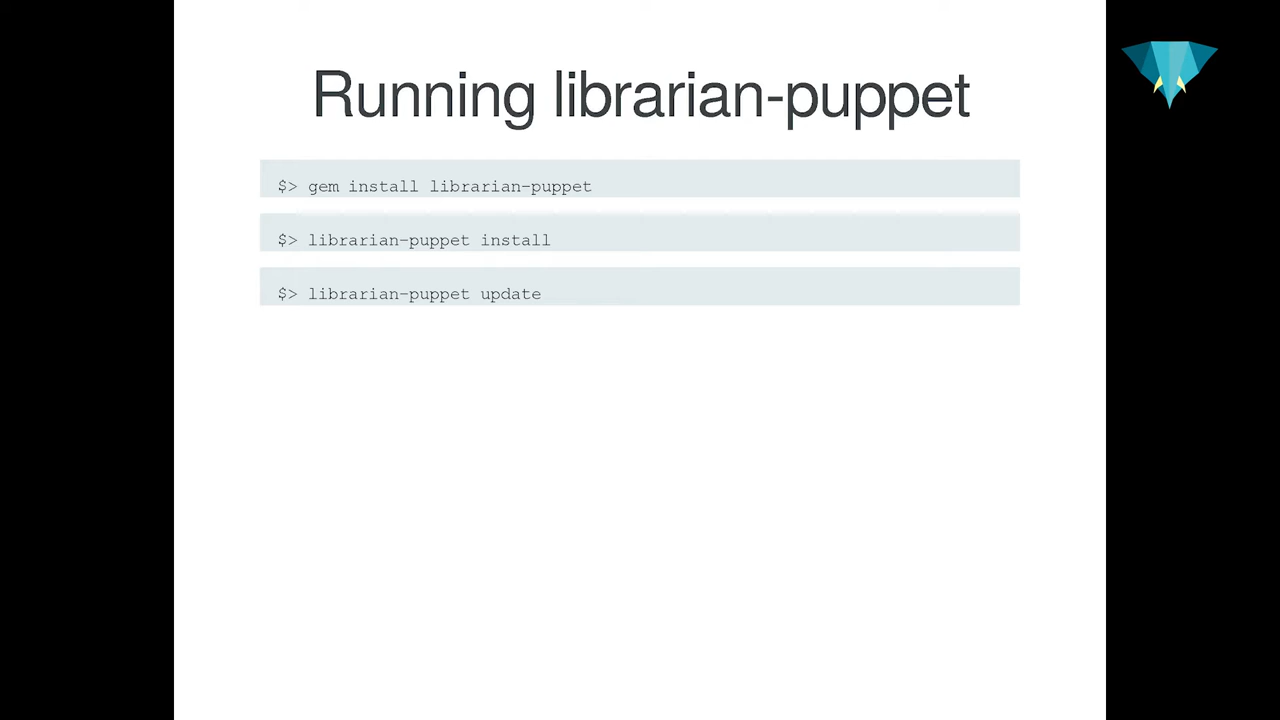 Running librarian-puppet
$> gem install librarian-puppet
$> librarian-puppet install
$> librarian-puppet update